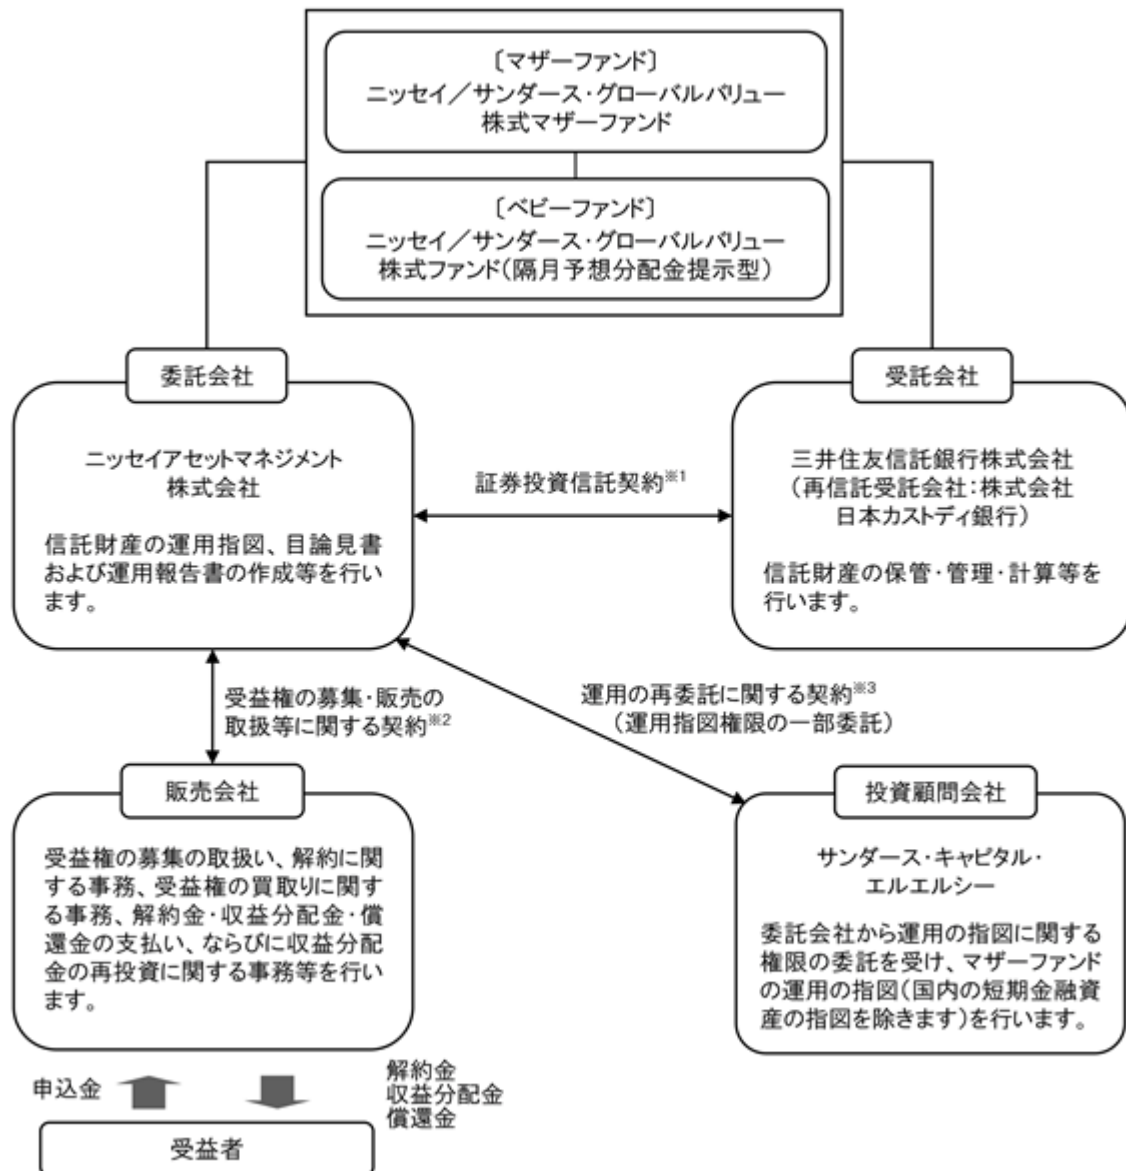 〔マザーファンド〕
ニッセイ／サンダース・グローバルバリュー
株式マザーファンド
〔ベビーファンド〕
ニッセイ／サンダース・グローバルバリュー
株式ファンド（隔月予想分配金提示型）
委託会社
ニッセイアセットマネジメント
株式会社
信託財産の運用指図、目論見書
および運用報告書の作成等を行い
ます。
証券投資信託契約※1
受託会社
三井住友信託銀行株式会社
（再信託受託会社：株式会社
日本カストディ銀行）
信託財産の保管・管理・計算等を
行います。
受益権の募集・販売の
取扱等に関する契約※2
運用の再委託に関する契約※3
（運用指図権限の一部委託）
販売会社
受益権の募集の取扱い、解約に関
する事務、受益権の買取りに関す
る事務、解約金・収益分配金・償
還金の支払い、ならびに収益分配
金の再投資に関する事務等を行い
ます。
投資顧問会社
サンダース・キャピタル・
エルエルシー
委託会社から運用の指図に関する
権限の委託を受け、マザーファンド
の運用の指図（国内の短期金融資
産の指図を除きます）を行います。
申込金
解約金
収益分配金
償還金
受益者